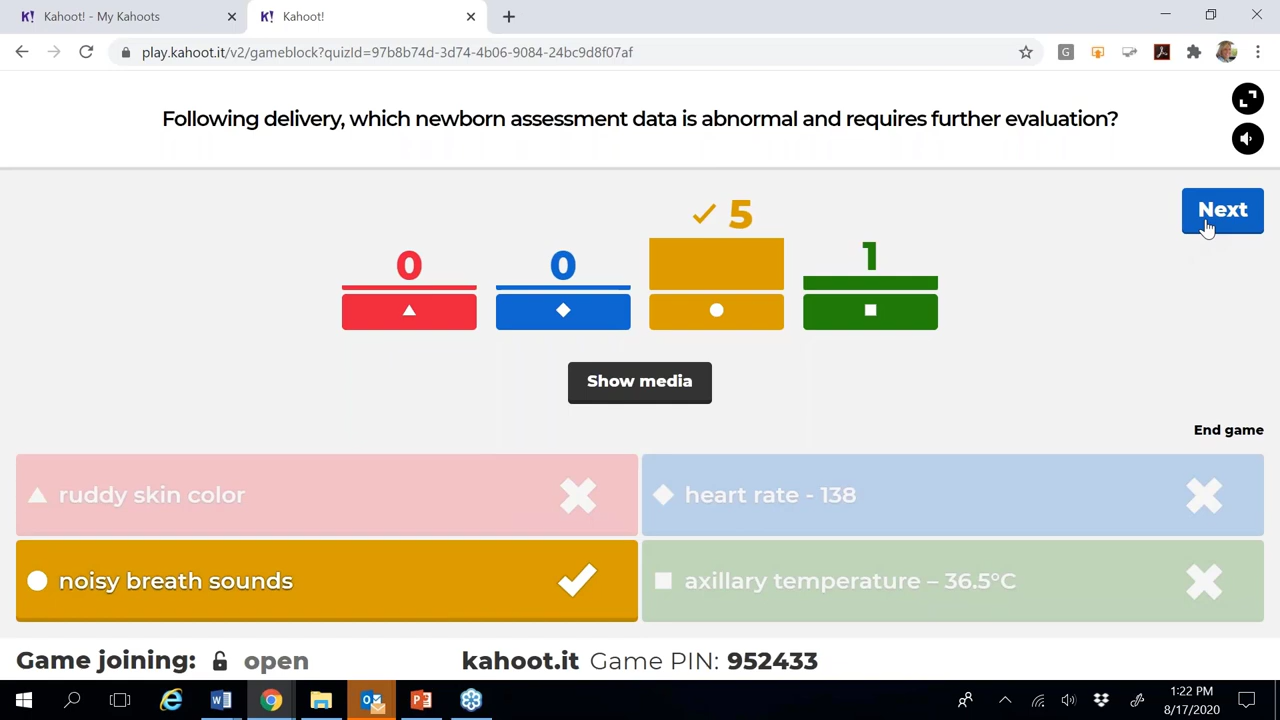 K! Kahoot! - My Kahoots
K! Kahoot!
play.kahoot.it/v2/gameblock?quizId=97b8b74d-3d74-4b06-9084-24bc9d8f07af
G
Following delivery, which newborn assessment data is abnormal and requires further evaluation?
Next
0
0
5
1
Show media
End game
ruddy skin color
heart rate - 138
noisy breath sounds
axillary temperature – 36.5°C
Game joining: open
kahoot.it Game PIN: 952433
1:22 PM
8/17/2020